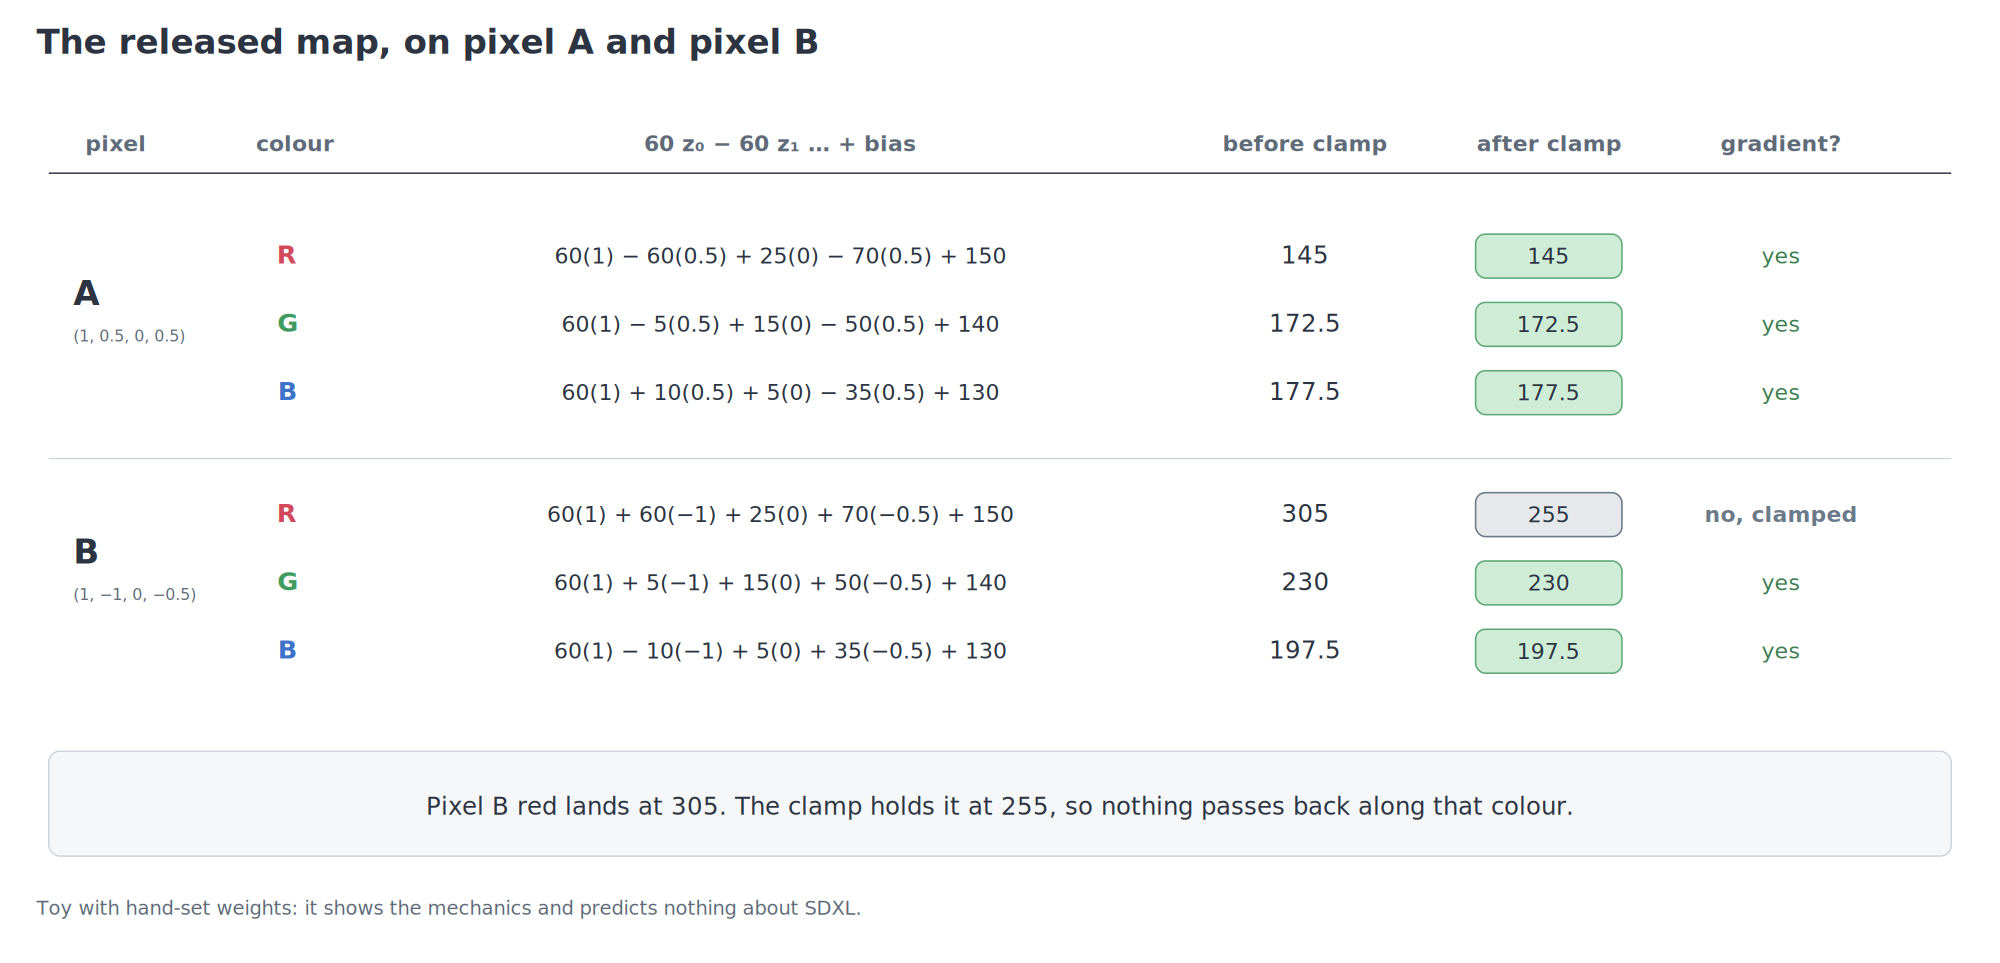 The released map, on pixel A and pixel B
pixel colour 60 z₀ − 60 z₁ … + bias before clamp after clamp gradient?
R 60(1) − 60(0.5) + 25(0) − 70(0.5) + 150 145 145 yes
A
(1, 0.5, 0, 0.5)
G 60(1) − 5(0.5) + 15(0) − 50(0.5) + 140 172.5 172.5 yes
B 60(1) + 10(0.5) + 5(0) − 35(0.5) + 130 177.5 177.5 yes
R 60(1) + 60(−1) + 25(0) + 70(−0.5) + 150 305 255 no, clamped
B
(1, −1, 0, −0.5)
G 60(1) + 5(−1) + 15(0) + 50(−0.5) + 140 230 230 yes
B 60(1) − 10(−1) + 5(0) + 35(−0.5) + 130 197.5 197.5 yes
Pixel B red lands at 305. The clamp holds it at 255, so nothing passes back along that colour.
Toy with hand-set weights: it shows the mechanics and predicts nothing about SDXL.